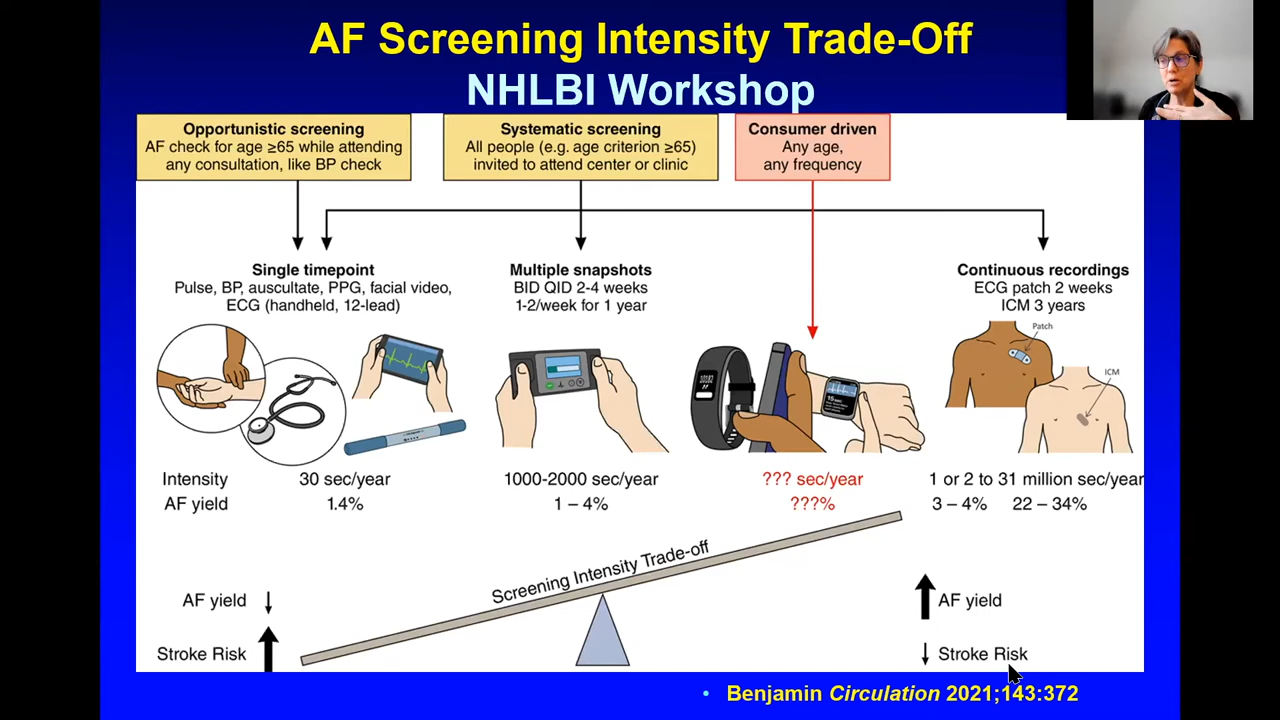 AF Screening Intensity Trade-Off
NHLBI Workshop
Opportunistic screening
AF check for age ≥65 while attending
any consultation, like BP check
Systematic screening
All people (e.g. age criterion ≥65)
invited to attend center or clinic
Consumer driven
Any age,
any frequency
Single timepoint
Pulse, BP, auscultate, PPG, facial video,
ECG (handheld, 12-lead)
Multiple snapshots
BID QID 2-4 weeks
1-2/week for 1 year
Continuous recordings
ECG patch 2 weeks
ICM 3 years
Patch
ICM
Intensity 30 sec/year 1000-2000 sec/year ??? sec/year 1 or 2 to 31 million sec/year
AF yield 1.4% 1 – 4% ???% 3 – 4% 22 – 34%
Screening Intensity Trade-off
AF yield
Stroke Risk
AF yield
Stroke Risk
• Benjamin Circulation 2021;143:372